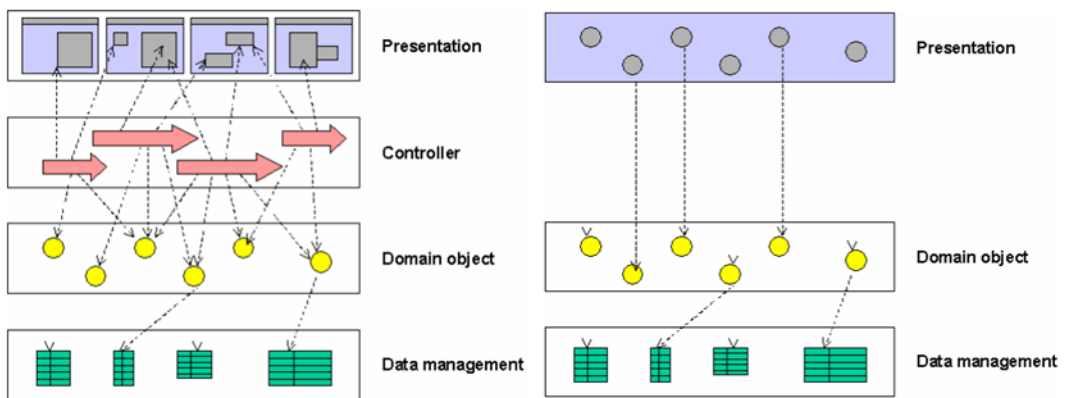 Presentation
Controller
Domain object
Data management
Presentation
Domain object
Data management